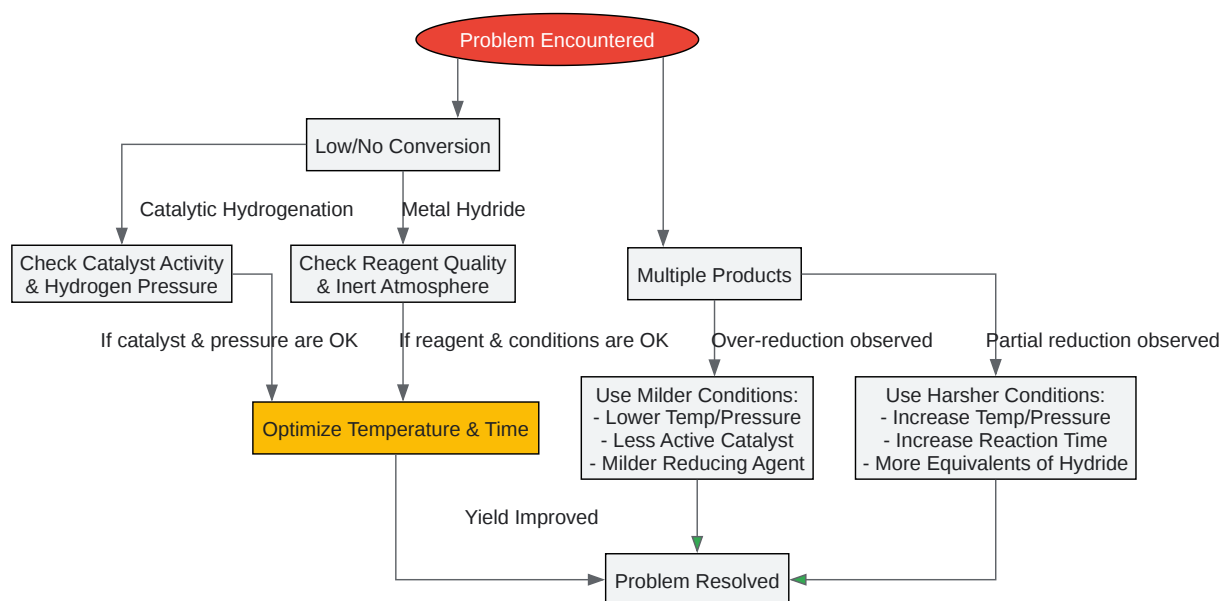 Problem Encountered
Low/No Conversion
Catalytic Hydrogenation
Metal Hydride
Check Catalyst Activity
& Hydrogen Pressure
Check Reagent Quality
& Inert Atmosphere
Multiple Products
If catalyst & pressure are OK
If reagent & conditions are OK
Over-reduction observed
Partial reduction observed
Optimize Temperature & Time
Use Milder Conditions:
- Lower Temp/Pressure
- Less Active Catalyst
- Milder Reducing Agent
Use Harsher Conditions:
- Increase Temp/Pressure
- Increase Reaction Time
- More Equivalents of Hydride
Yield Improved
Problem Resolved